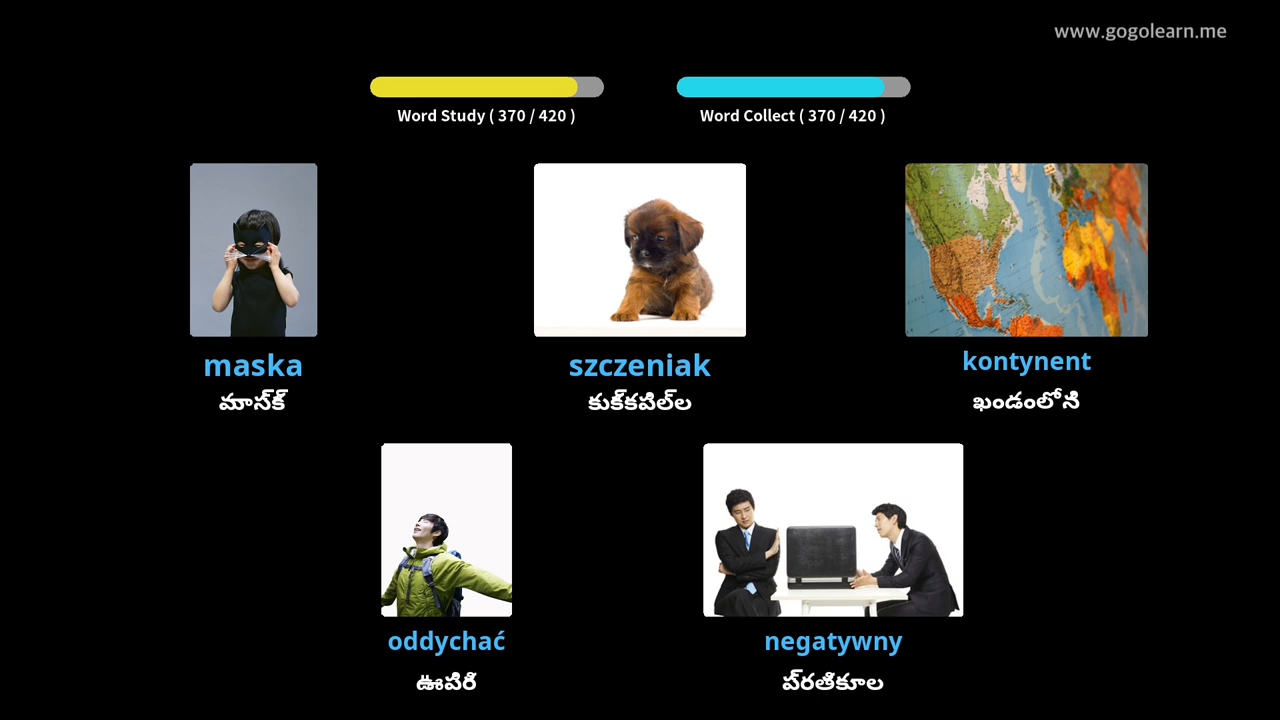 www.gogolearn.me
Word Study ( 370 / 420 )
Word Collect ( 370 / 420 )
maska
మాస్‌క్
szczeniak
కుక్‌కపిల్‌ల
kontynent
ఖండంలోని
oddychać
ఊపిరి
negatywny
ప్‌రతికూల